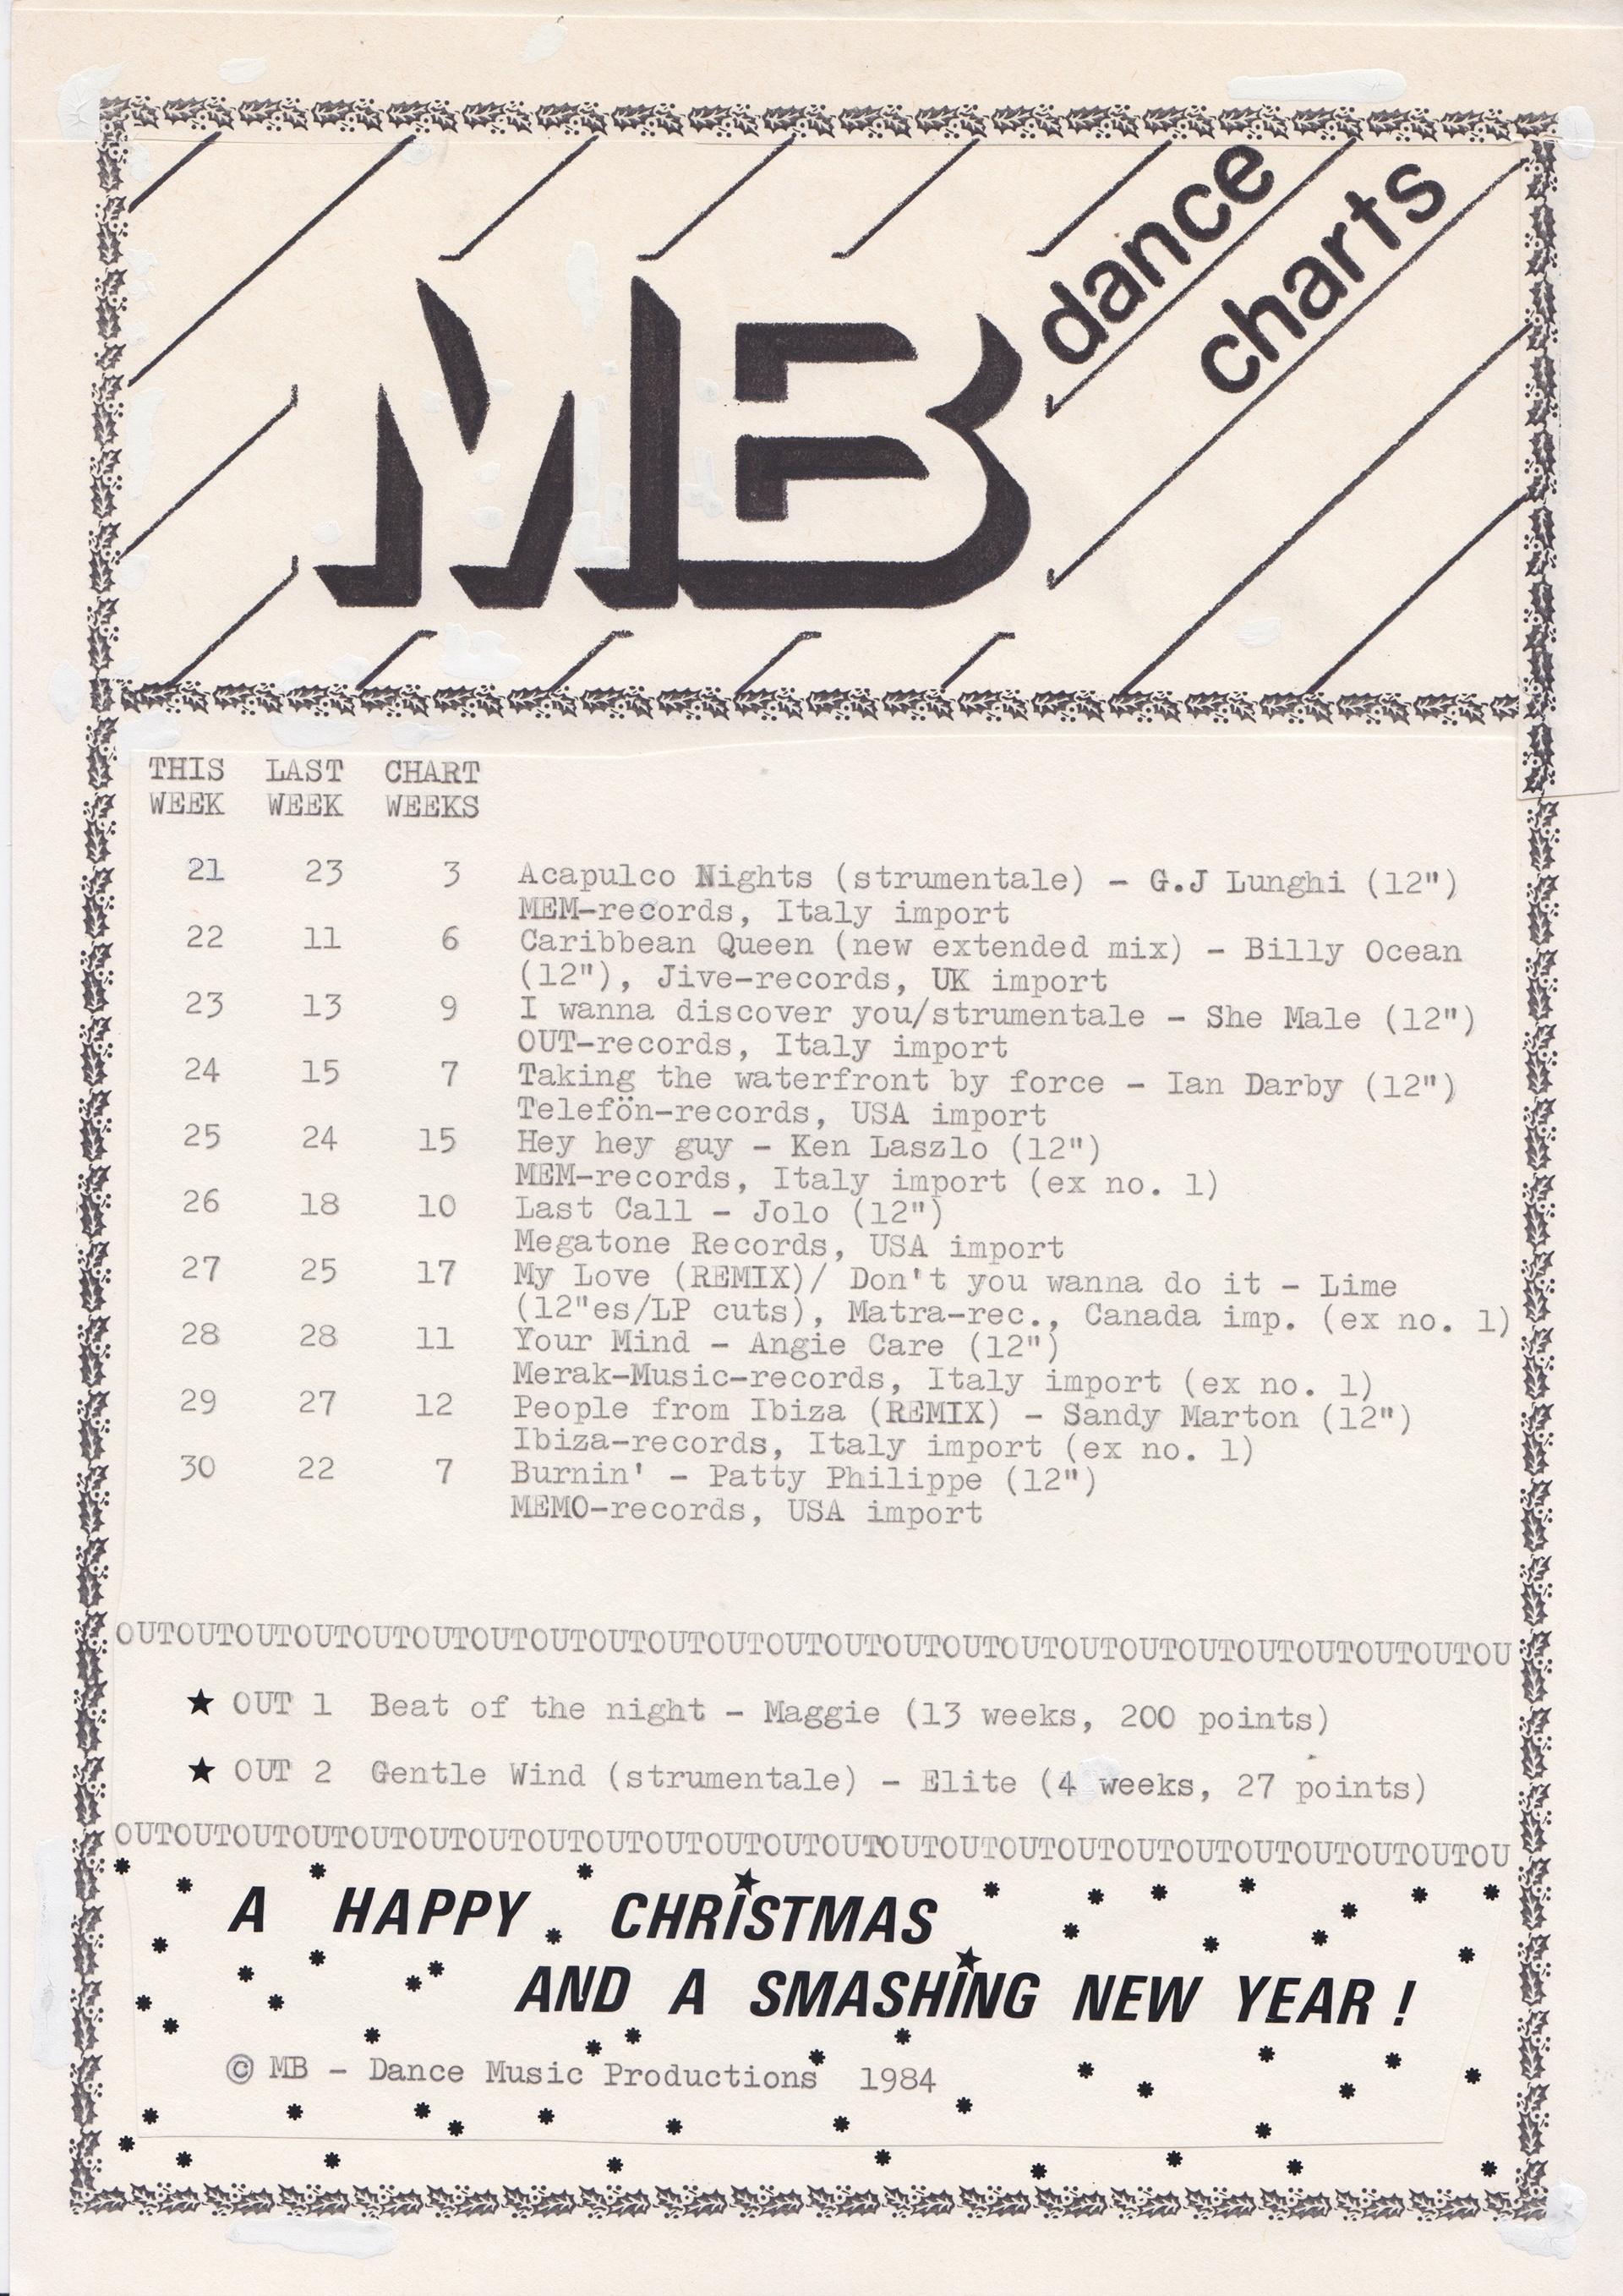 MB
dance
charts
THIS LAST CHART
WEEK WEEK WEEKS
21 23 3 Acapulco Nights (strumentale) - G.J Lunghi (12")
MEM-records, Italy import
22 11 6 Caribbean Queen (new extended mix) - Billy Ocean
(12"), Jive-records, UK import
23 13 9 I wanna discover you/strumentale - She Male (12")
OUT-records, Italy import
24 15 7 Taking the waterfront by force - Ian Darby (12")
Telefön-records, USA import
25 24 15 Hey hey guy - Ken Laszlo (12")
MEM-records, Italy import (ex no. 1)
26 18 10 Last Call - Jolo (12")
Megatone Records, USA import
27 25 17 My Love (REMIX)/ Don't you wanna do it - Lime
(12"es/LP cuts), Matra-rec., Canada imp. (ex no. 1)
28 28 11 Your Mind - Angie Care (12")
Merak-Music-records, Italy import (ex no. 1)
29 27 12 People from Ibiza (REMIX) - Sandy Marton (12")
Ibiza-records, Italy import (ex no. 1)
30 22 7 Burnin' - Patty Philippe (12")
MEMO-records, USA import
OUTOUTOUTOUTOUTOUTOUTOUTOUTOUTOUTOUTOUTOUTOUTOUTOUTOUTOUTOUTOUTOUTOUTOU
★ OUT 1 Beat of the night - Maggie (13 weeks, 200 points)
★ OUT 2 Gentle Wind (strumentale) - Elite (4 weeks, 27 points)
OUTOUTOUTOUTOUTOUTOUTOUTOUTOUTOUTOUTOUTOUTOUTOUTOUTOUTOUTOUTOUTOUTOUTOU
A HAPPY CHRISTMAS
AND A SMASHING NEW YEAR!
© MB - Dance Music Productions 1984